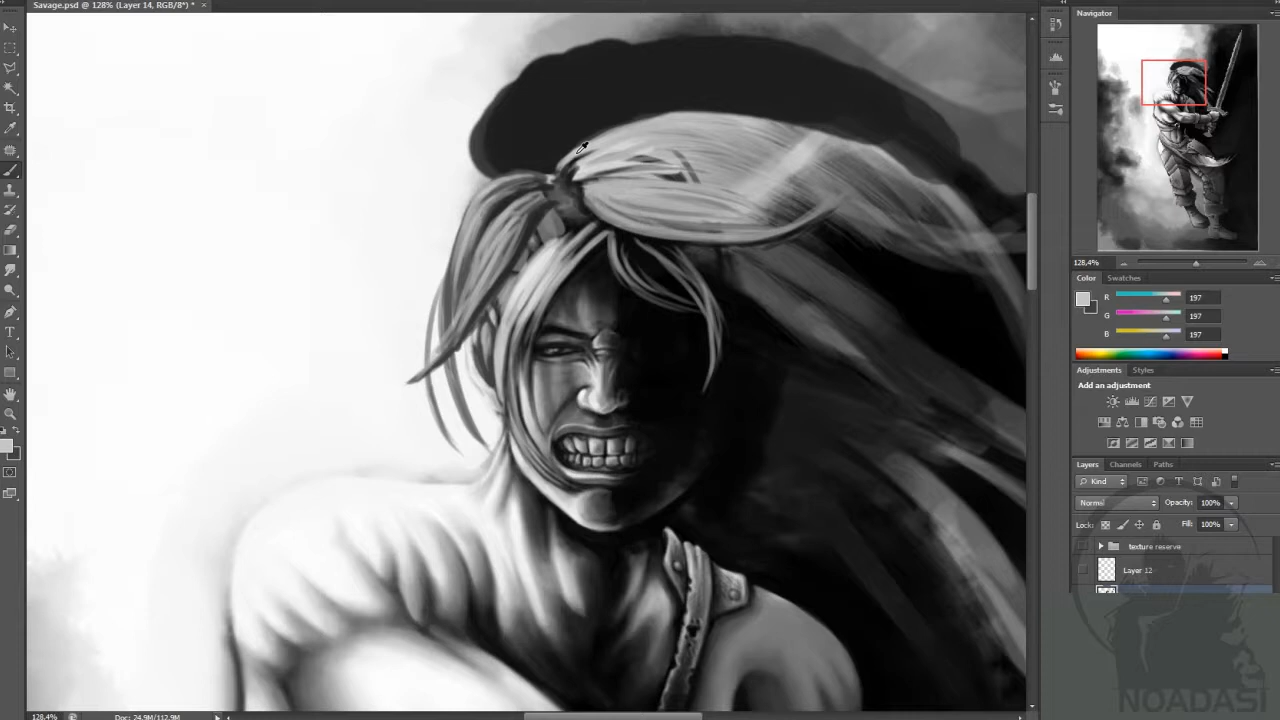 Savage.psd @ 128% (Layer 14, RGB/8*) *
Navigator
128,4%
Color Swatches
R 197
G 197
B 197
Adjustments Styles
Add an adjustment
Layers Channels Paths
Kind
Normal Opacity: 100%
Lock: Fill: 100%
texture reserve
Layer 12
NOADASI
128,4% Doc: 24,9M/112,9M